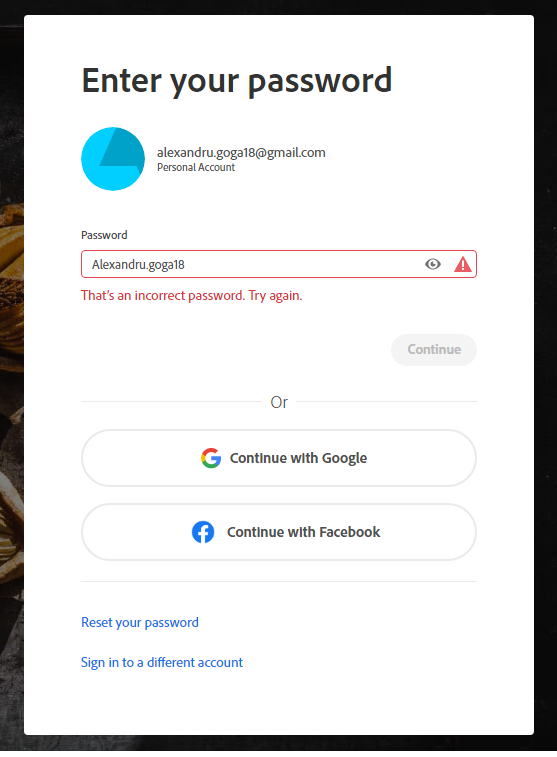 Enter your password
alexandru.goga18@gmail.com
Personal Account
Password
Alexandru.goga18
That's an incorrect password. Try again.
Continue
Or
Continue with Google
Continue with Facebook
Reset your password
Sign in to a different account